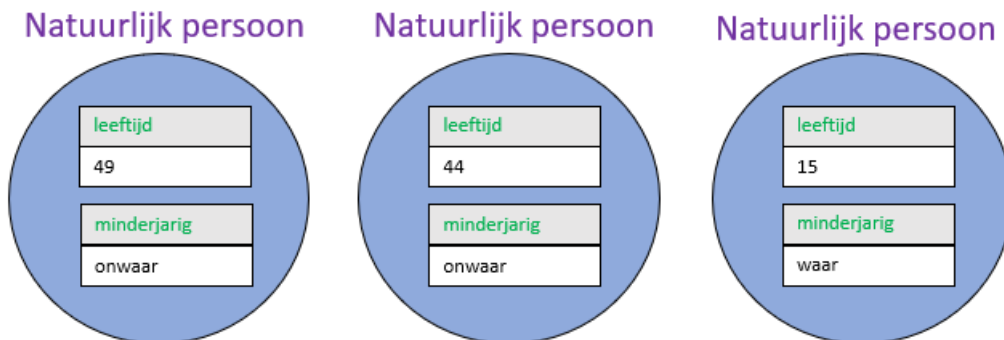 Natuurlijk persoon
Natuurlijk persoon
Natuurlijk persoon
leeftijd
49
minderjarig
onwaar
leeftijd
44
minderjarig
onwaar
leeftijd
15
minderjarig
waar